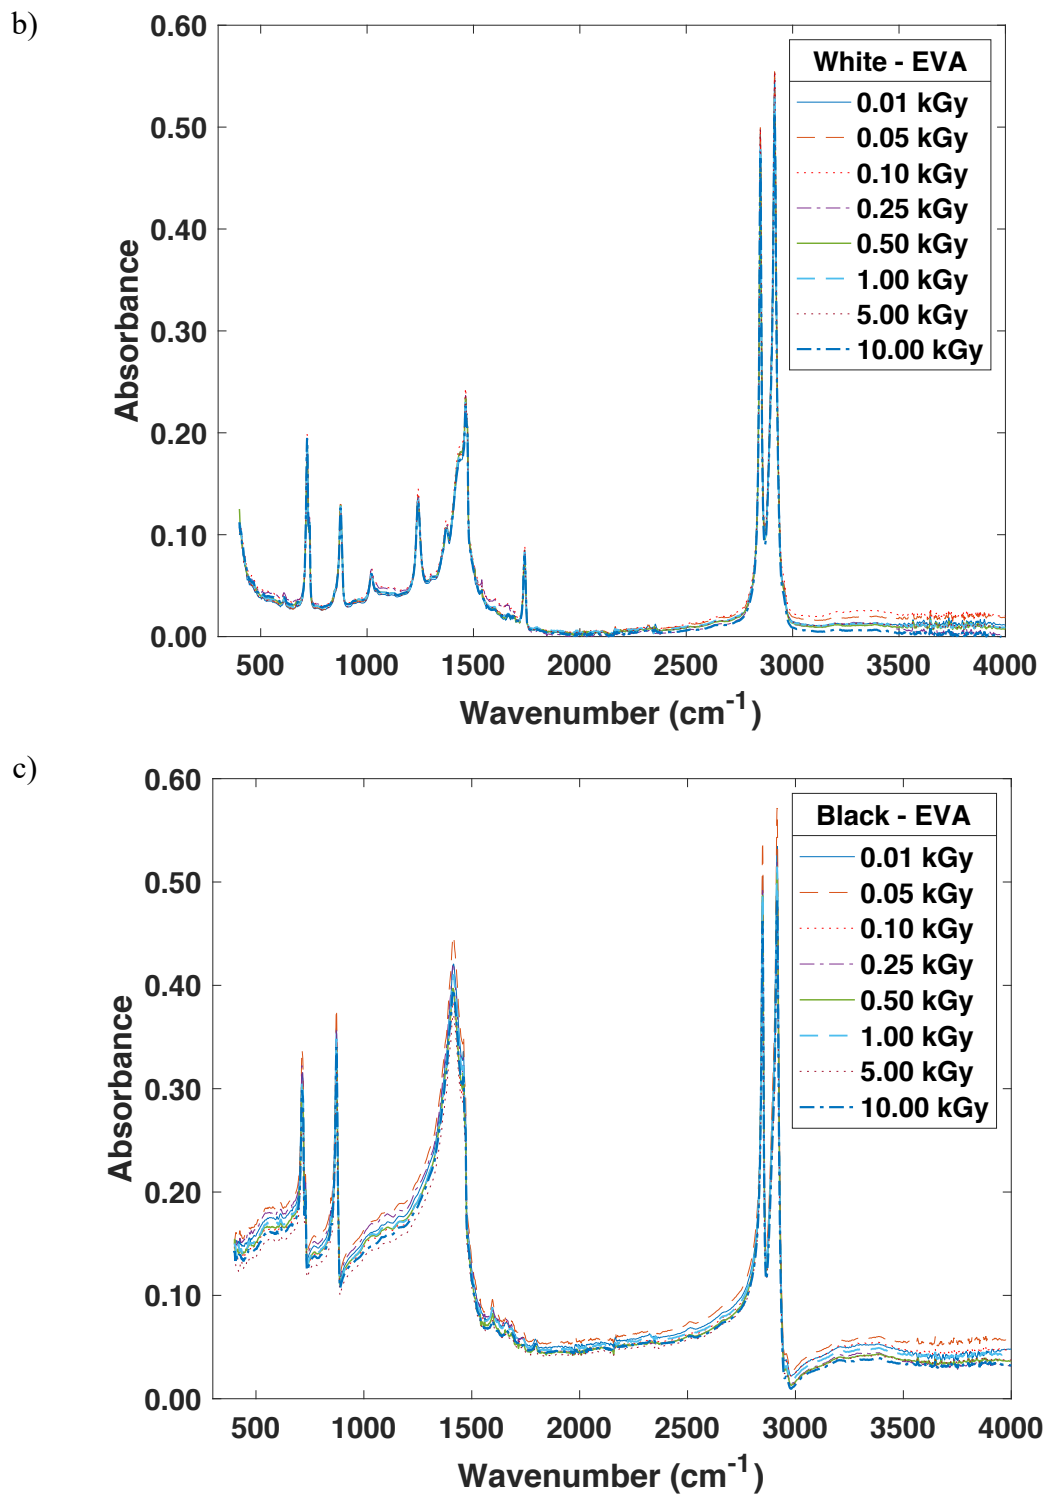 b)
0.60
0.50
0.40
0.30
0.20
0.10
0.00
Absorbance
White - EVA
0.01 kGy
0.05 kGy
0.10 kGy
0.25 kGy
0.50 kGy
1.00 kGy
5.00 kGy
10.00 kGy
500 1000 1500 2000 2500 3000 3500 4000
Wavenumber (cm-1)
c)
0.60
0.50
0.40
0.30
0.20
0.10
0.00
Absorbance
Black - EVA
0.01 kGy
0.05 kGy
0.10 kGy
0.25 kGy
0.50 kGy
1.00 kGy
5.00 kGy
10.00 kGy
500 1000 1500 2000 2500 3000 3500 4000
Wavenumber (cm-1)